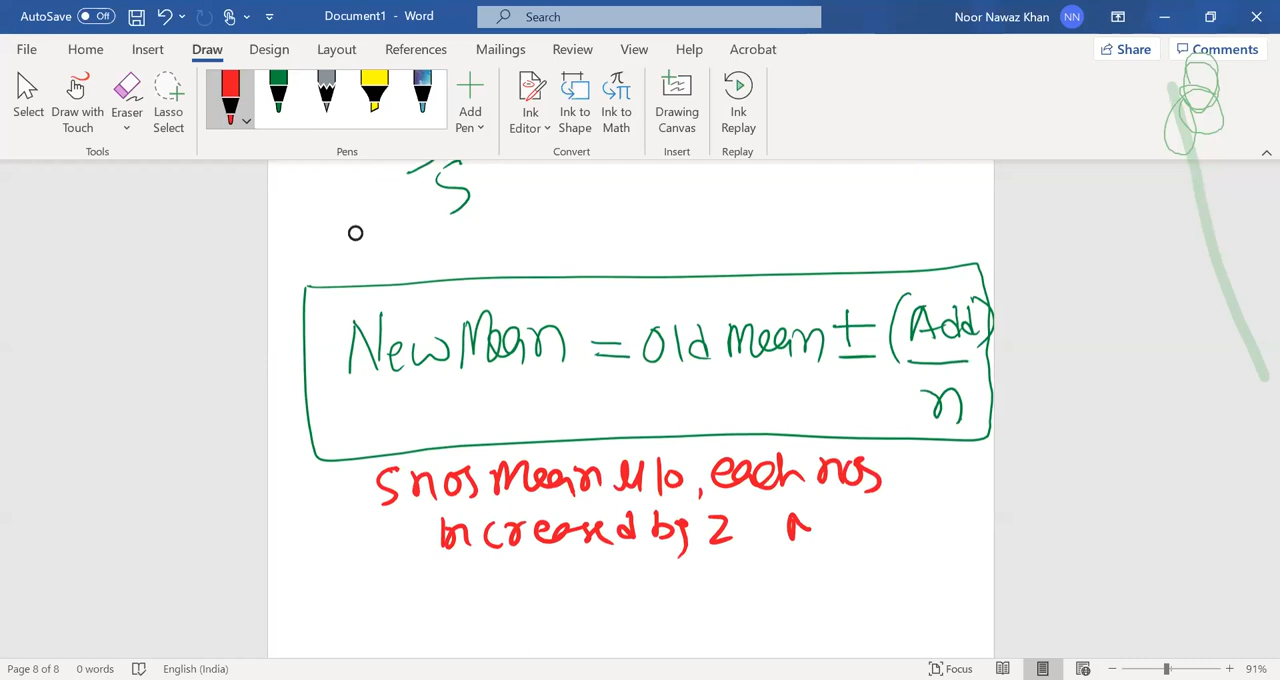 AutoSave Off Document1 - Word Search Noor Nawaz Khan NN
File Home Insert Draw Design Layout References Mailings Review View Help Acrobat Share Comments
Select Draw with Touch Eraser Lasso Select Add Pen Ink Editor Ink to Shape Ink to Math Drawing Canvas Ink Replay
Tools Pens Convert Insert Replay
5
New Mean = Old Mean ± (Add)
n
5 nos Mean 10, each nos
increased by 2
Page 8 of 8 0 words English (India) Focus 91%